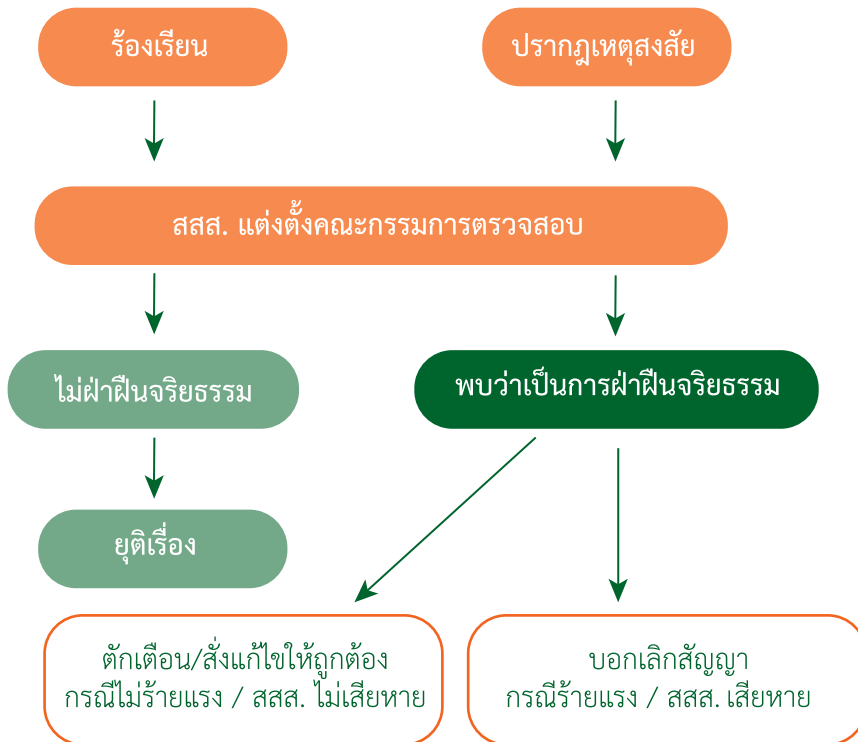 ร้องเรียน
ปรากฎเหตุสงสัย
สสส. แต่งตั้งคณะกรรมการตรวจสอบ
ไม่ฝ่าฝืนจริยธรรม
พบว่าเป็นการฝ่าฝืนจริยธรรม
ยุติเรื่อง
ตักเตือน/สั่งแก้ไขให้ถูกต้อง
กรณีไม่ร้ายแรง / สสส. ไม่เสียหาย
บอกเลิกสัญญา
กรณีร้ายแรง / สสส. เสียหาย